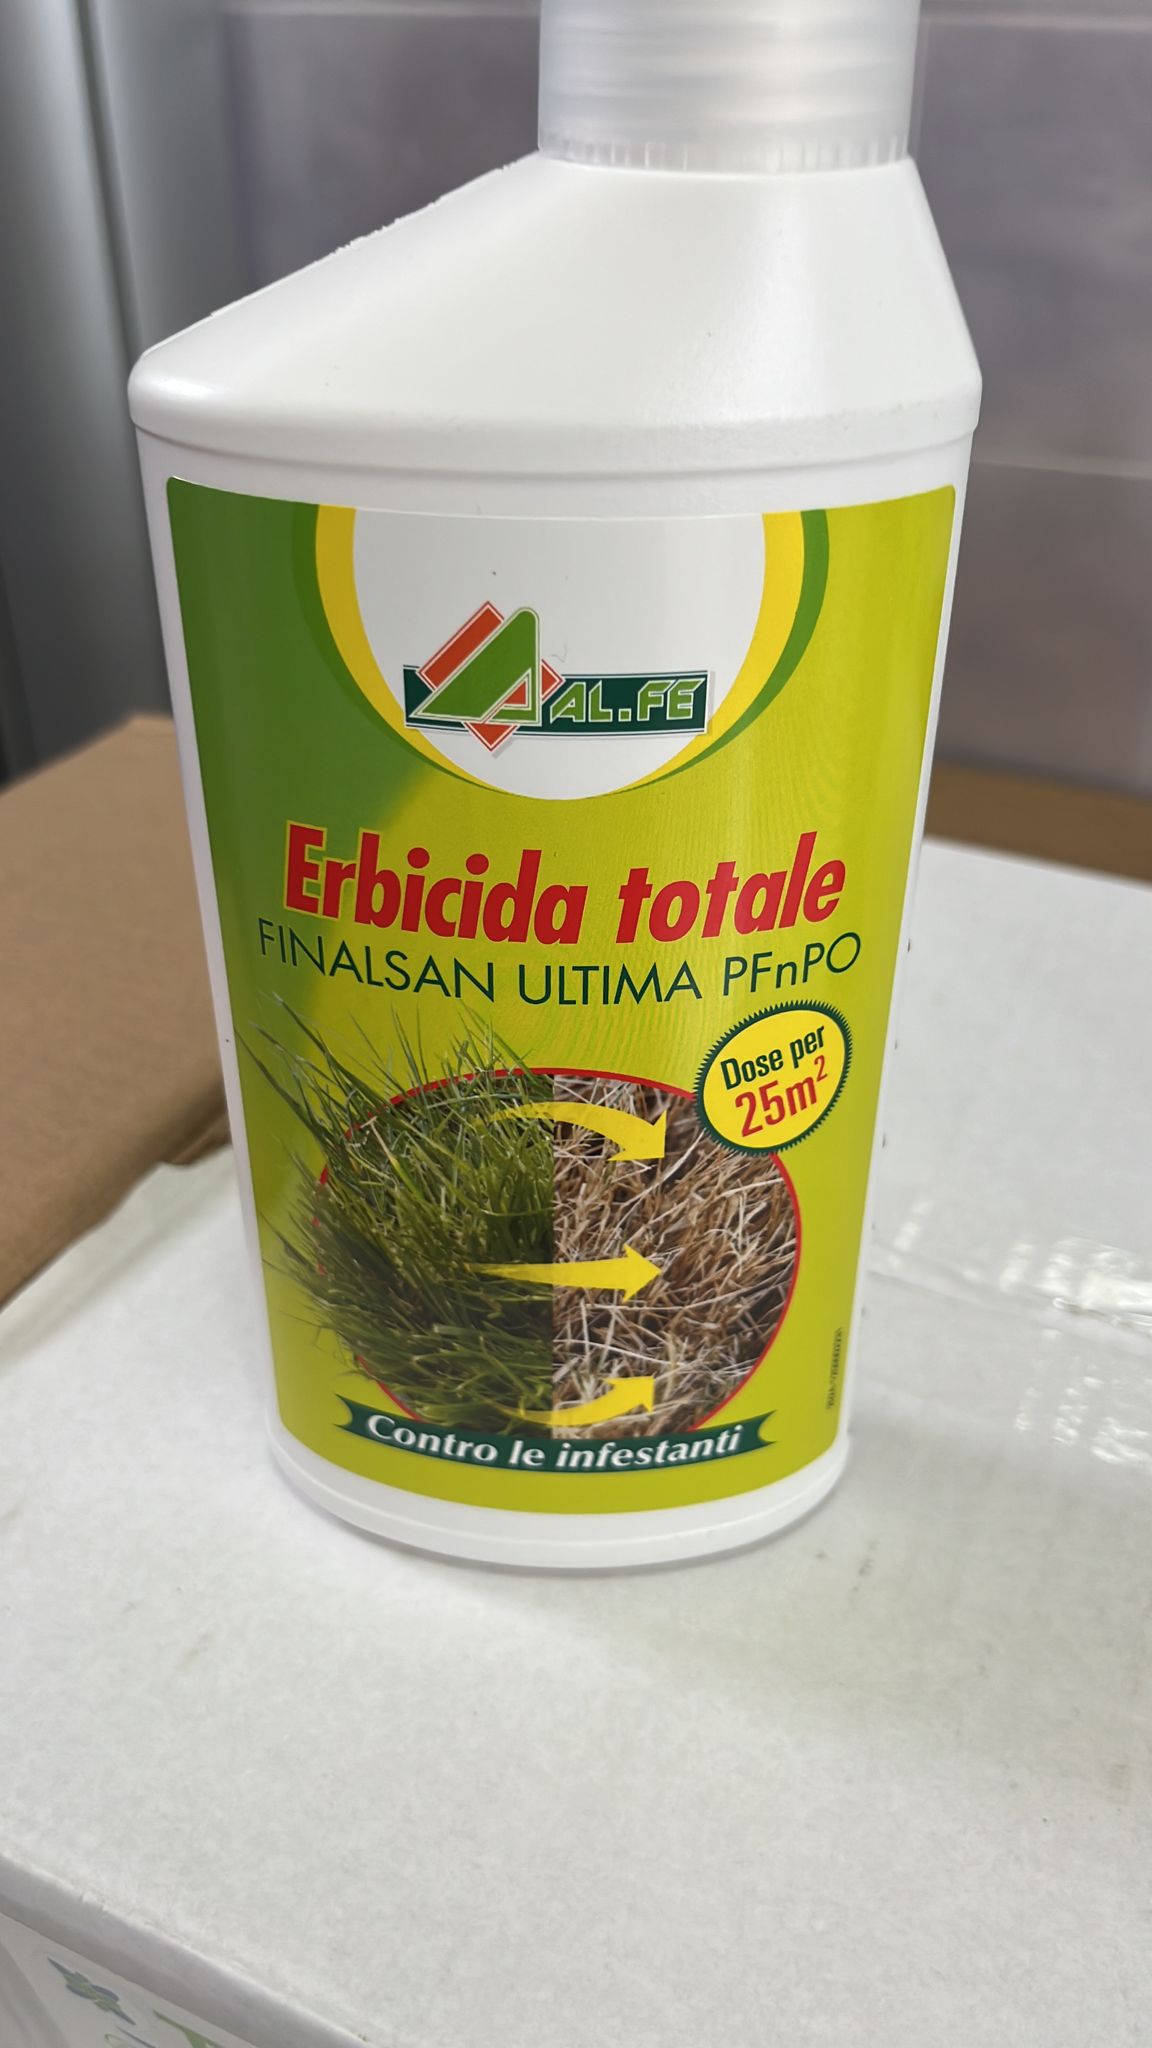 AL.FE
Erbicida totale
FINALSAN ULTIMA PFnPO
Dose per
25m²
Contro le infestanti